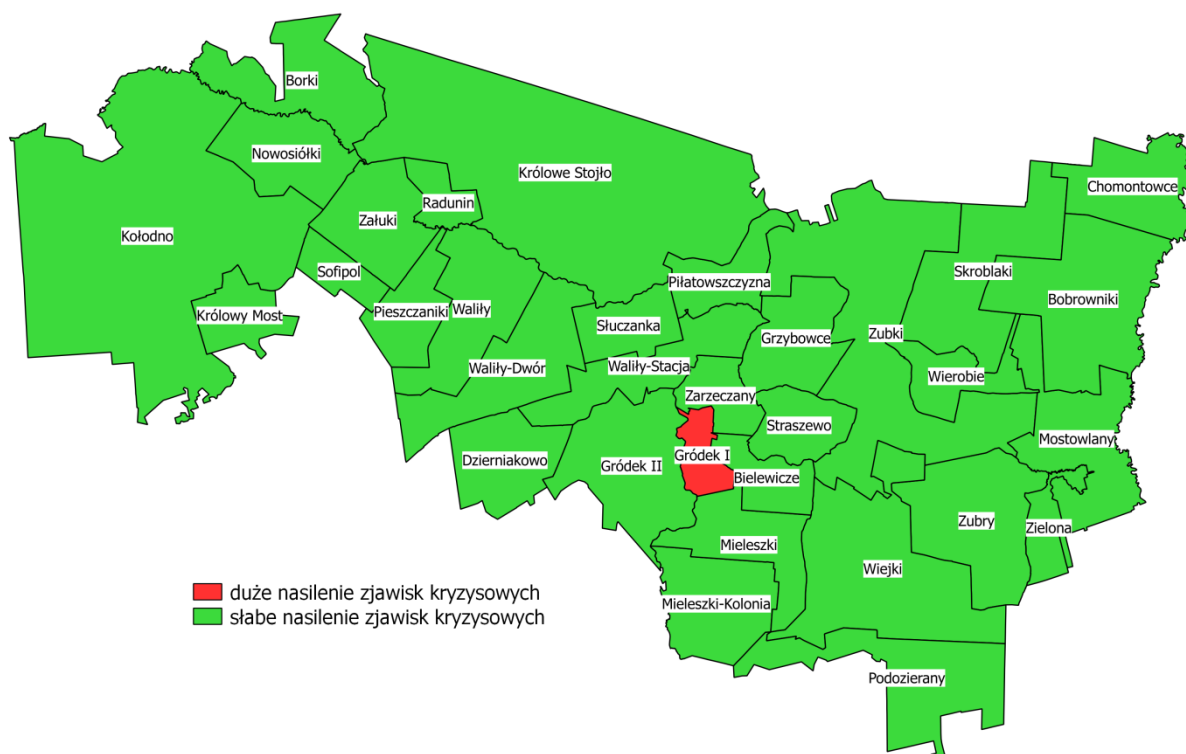 Borki
Nowosiółki
Królowe Stojło
Chomontowce
Radunin
Załuki
Kołodno
Sofipol
Skroblaki
Piłatowszczyzna
Bobrowniki
Królowy Most
Pieszczaniki
Waliły
Słuczanka
Grzybowce
Zubki
Waliły-Dwór
Waliły-Stacja
Wierobie
Zarzeczany
Straszewo
Mostowlany
Dzierniakowo
Gródek II
Gródek I
Bielewicze
Zubry
Zielona
Mieleszki
Wiejki
duże nasilenie zjawisk kryzysowych
słabe nasilenie zjawisk kryzysowych
Mieleszki-Kolonia
Podozierany